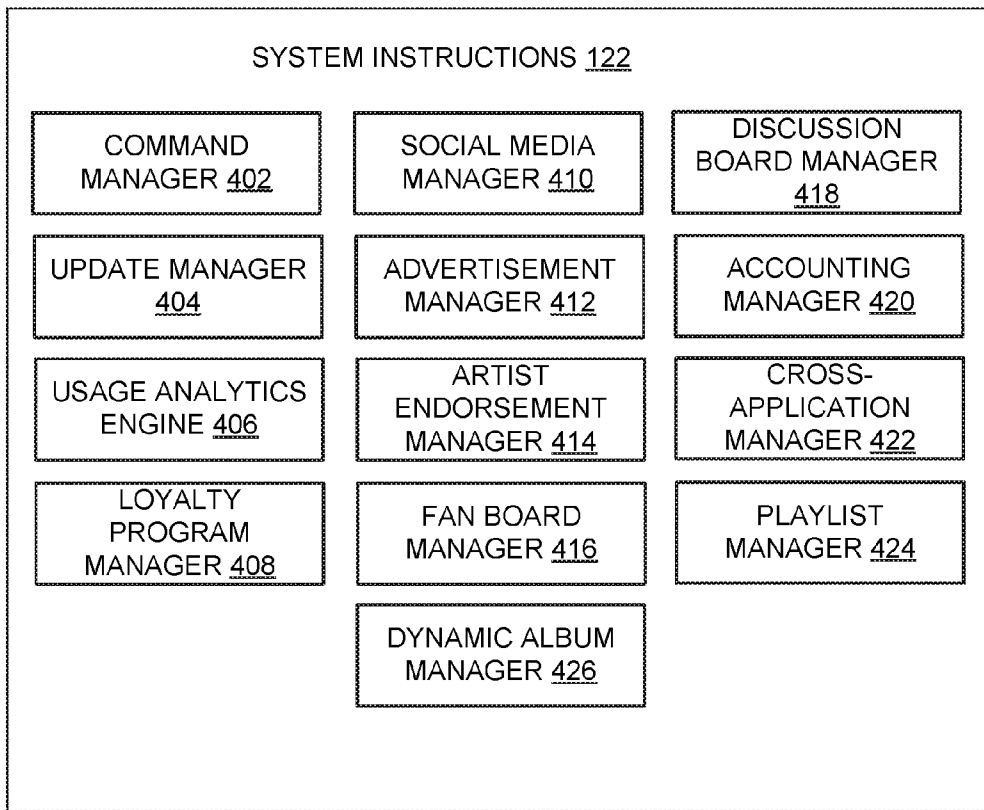 SYSTEM INSTRUCTIONS 122
COMMAND
MANAGER 402
SOCIAL MEDIA
MANAGER 410
DISCUSSION
BOARD MANAGER
418
UPDATE MANAGER
404
ADVERTISEMENT
MANAGER 412
ACCOUNTING
MANAGER 420
USAGE ANALYTICS
ENGINE 406
ARTIST
ENDORSEMENT
MANAGER 414
CROSS-
APPLICATION
MANAGER 422
LOYALTY
PROGRAM
MANAGER 408
FAN BOARD
MANAGER 416
PLAYLIST
MANAGER 424
DYNAMIC ALBUM
MANAGER 426